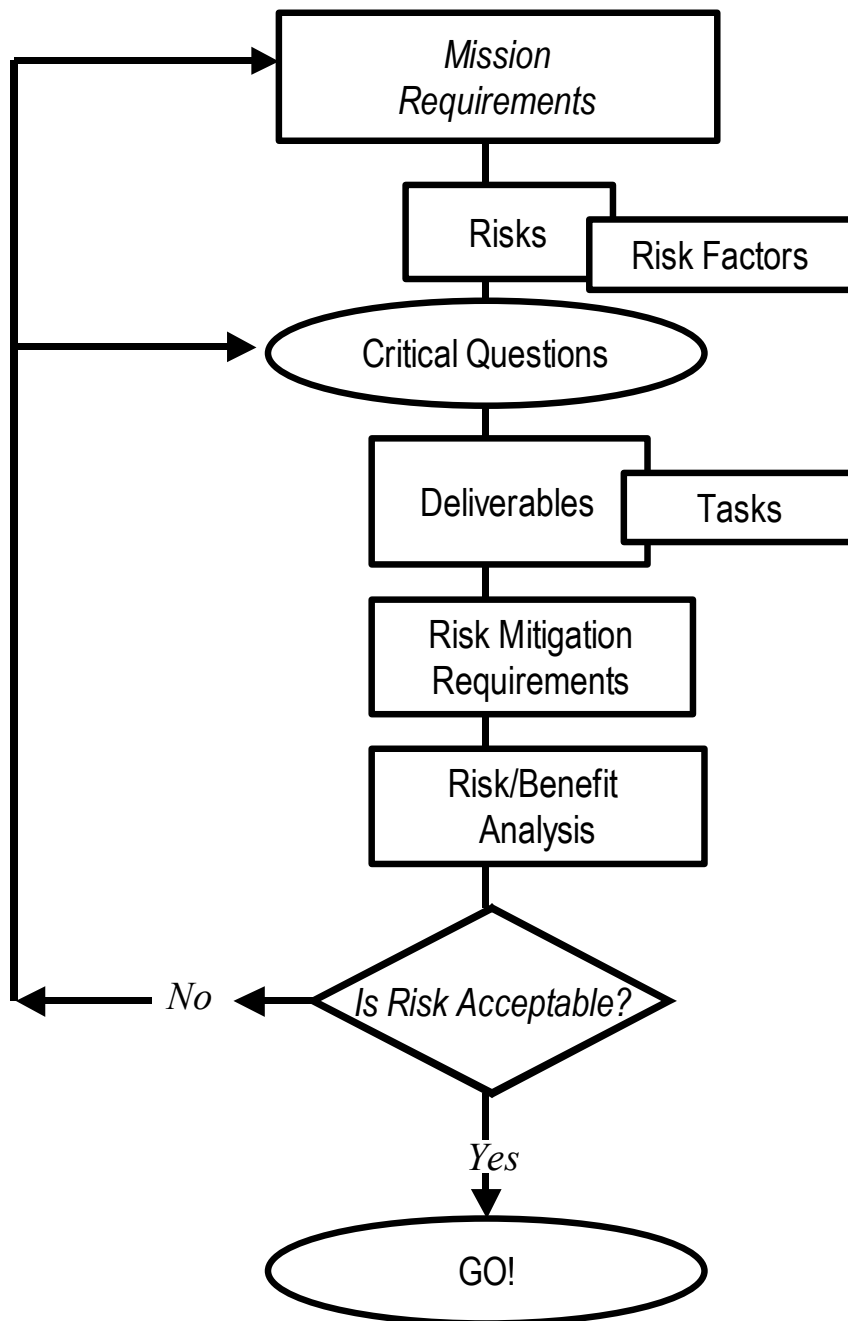 Mission
Requirements
Risks
Risk Factors
Critical Questions
Deliverables
Tasks
Risk Mitigation
Requirements
Risk/Benefit
Analysis
No
Is Risk Acceptable?
Yes
GO!